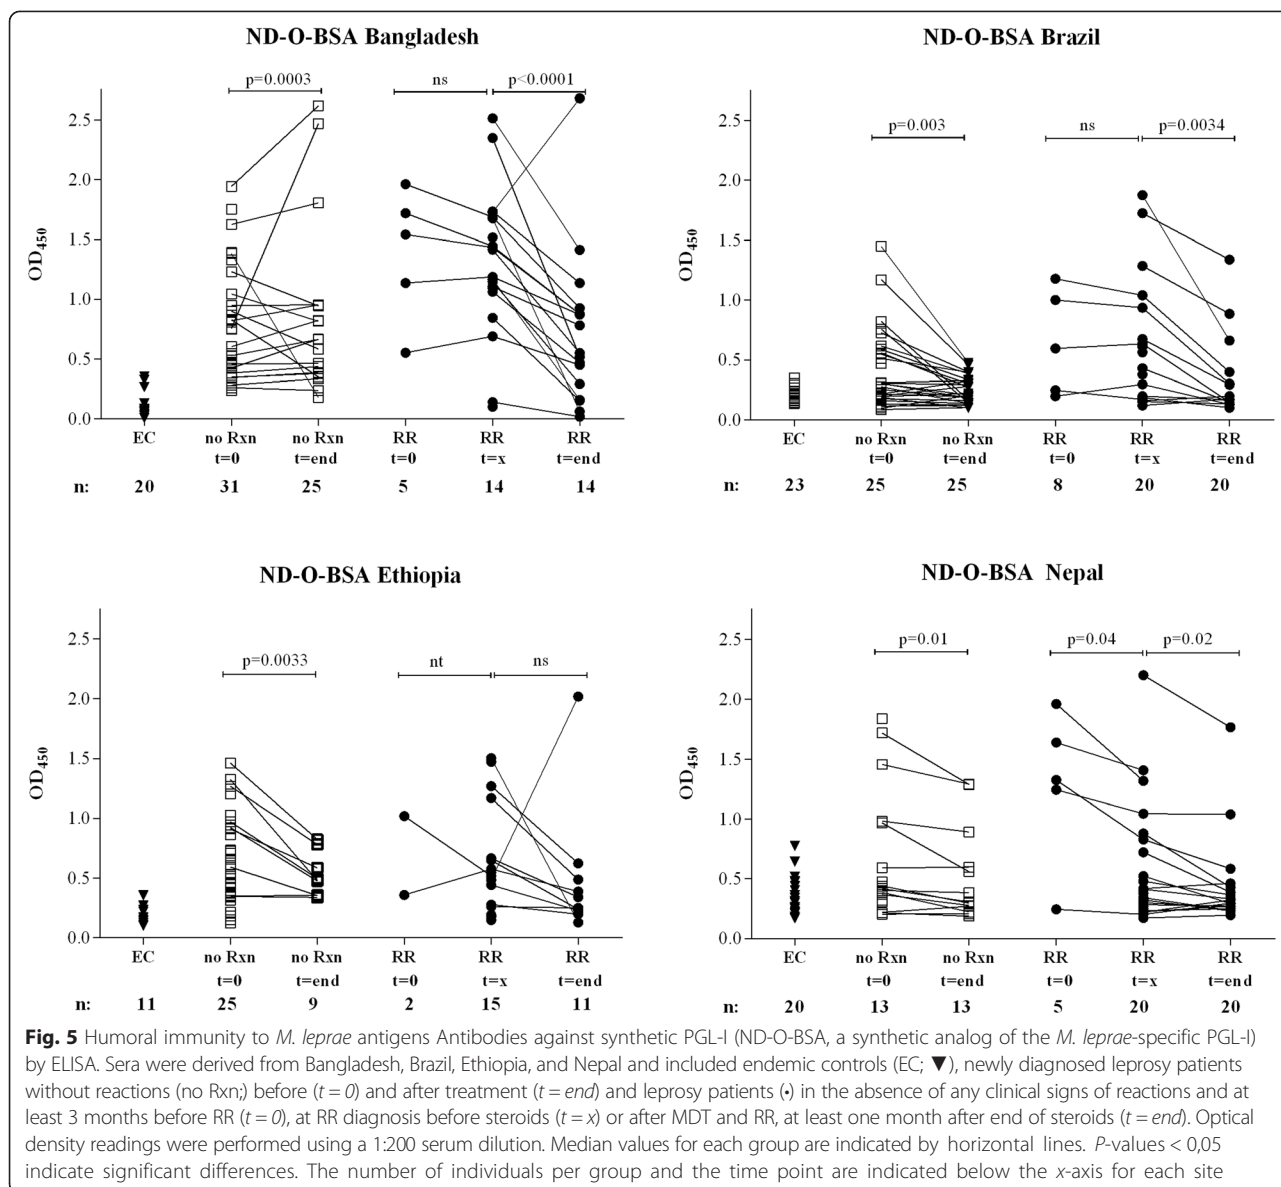 ND-O-BSA Bangladesh
p=0.0003
ns
p<0.0001
2.5
2.0
1.5
1.0
0.5
0.0
OD450
EC
no Rxn
no Rxn
RR
RR
RR
t=0
t=end
t=0
t=x
t=end
n: 20 31 25 5 14 14
ND-O-BSA Brazil
p=0.003
ns
p=0.0034
2.5
2.0
1.5
1.0
0.5
0.0
OD450
EC
no Rxn
no Rxn
RR
RR
RR
t=0
t=end
t=0
t=x
t=end
n: 23 25 25 8 20 20
ND-O-BSA Ethiopia
p=0.0033
nt
ns
2.5
2.0
1.5
1.0
0.5
0.0
OD450
EC
no Rxn
no Rxn
RR
RR
RR
t=0
t=end
t=0
t=x
t=end
n: 11 25 9 2 15 11
ND-O-BSA Nepal
p=0.01
p=0.04
p=0.02
2.5
2.0
1.5
1.0
0.5
0.0
OD450
EC
no Rxn
no Rxn
RR
RR
RR
t=0
t=end
t=0
t=x
t=end
n: 20 13 13 5 20 20
Fig. 5 Humoral immunity to M. leprae antigens Antibodies against synthetic PGL-I (ND-O-BSA, a synthetic analog of the M. leprae-specific PGL-I)
by ELISA. Sera were derived from Bangladesh, Brazil, Ethiopia, and Nepal and included endemic controls (EC; ▼), newly diagnosed leprosy patients
without reactions (no Rxn;) before (t = 0) and after treatment (t = end) and leprosy patients (•) in the absence of any clinical signs of reactions and at
least 3 months before RR (t = 0), at RR diagnosis before steroids (t = x) or after MDT and RR, at least one month after end of steroids (t = end). Optical
density readings were performed using a 1:200 serum dilution. Median values for each group are indicated by horizontal lines. P-values < 0,05
indicate significant differences. The number of individuals per group and the time point are indicated below the x-axis for each site